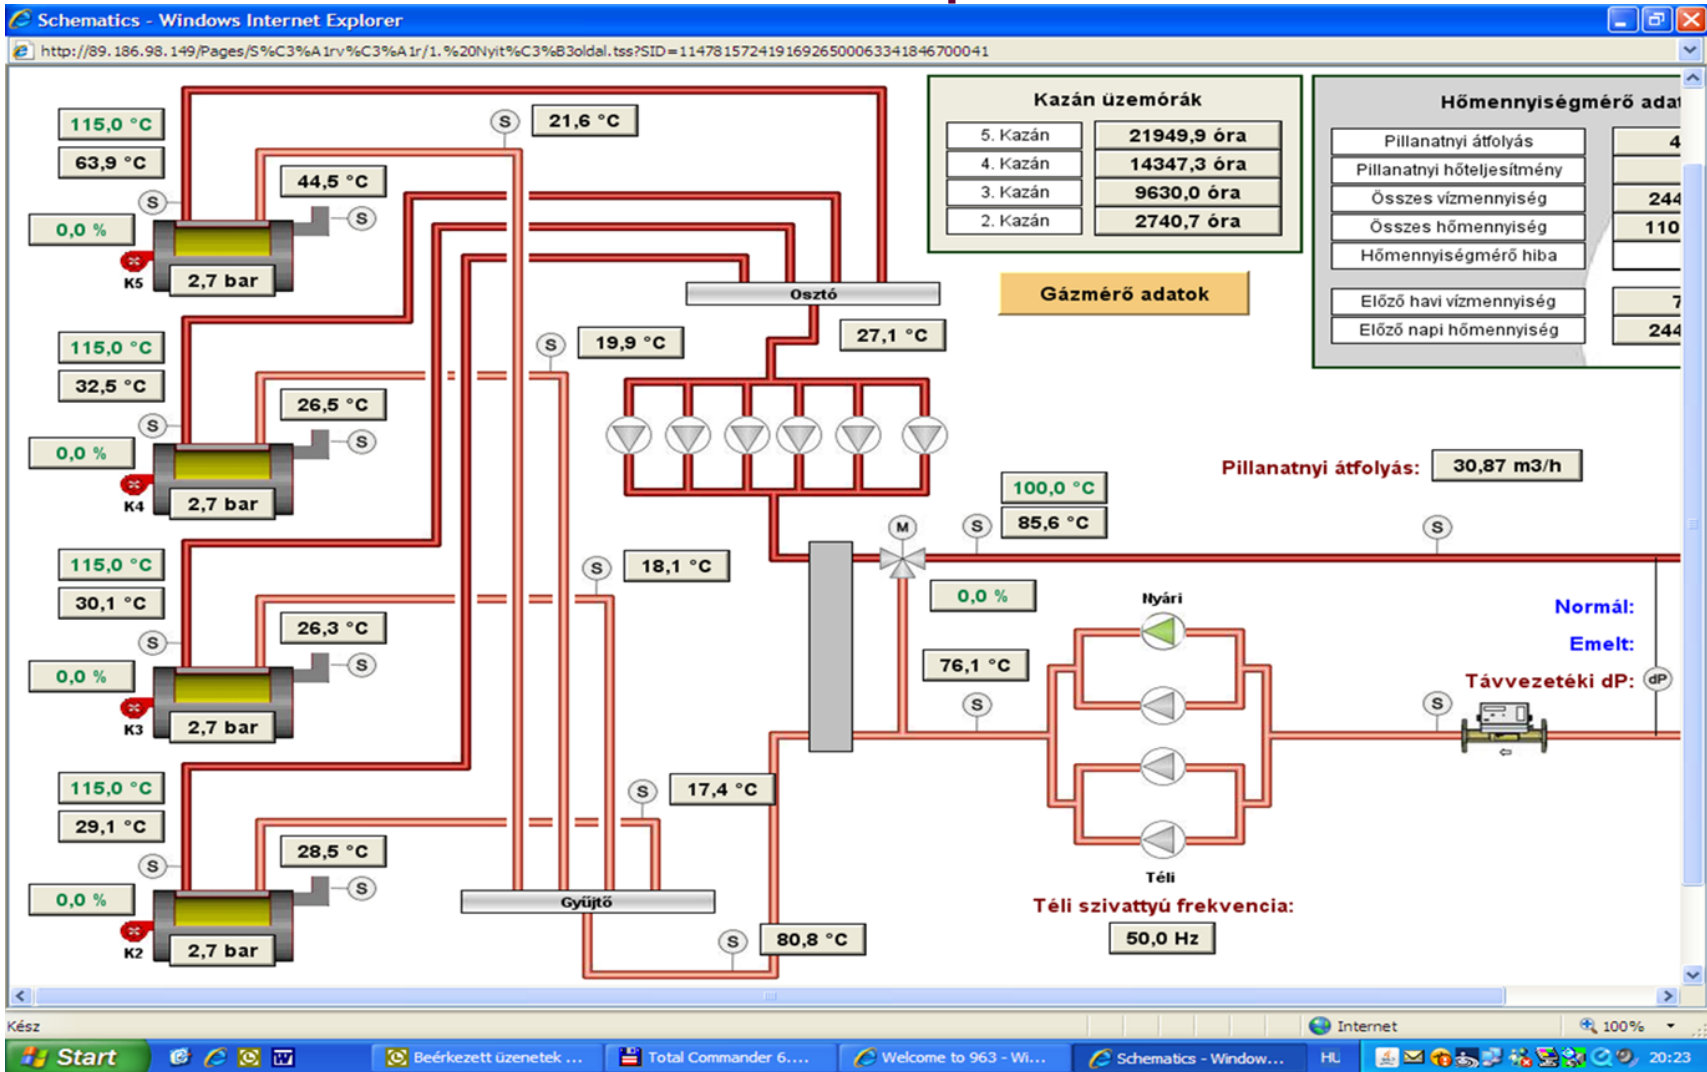 Schematics - Windows Internet Explorer
http://89.186.98.149/Pages/S%C3%A1rv%C3%A1r/1.%20Nyit%C3%B3oldal.tss?SID=11478157241916926500063341846700041
115,0 °C
63,9 °C
0,0 %
K5
2,7 bar
44,5 °C
S
S
S
21,6 °C
Kazán üzemórák
5. Kazán 21949,9 óra
4. Kazán 14347,3 óra
3. Kazán 9630,0 óra
2. Kazán 2740,7 óra
Gázmérő adatok
Hőmennyiségmérő adat
Pillanatnyi átfolyás 4
Pillanatnyi hőteljesítmény
Összes vízmennyiség 244
Összes hőmennyiség 110
Hőmennyiségmérő hiba
Előző havi vízmennyiség 7
Előző napi hőmennyiség 244
Osztó
27,1 °C
115,0 °C
32,5 °C
0,0 %
K4
2,7 bar
26,5 °C
S
S
S
19,9 °C
Pillanatnyi átfolyás: 30,87 m3/h
100,0 °C
85,6 °C
M
S
S
0,0 %
115,0 °C
30,1 °C
0,0 %
K3
2,7 bar
26,3 °C
S
S
S
18,1 °C
76,1 °C
S
Nyári
Normál:
Emelt:
Távvezetéki dP: dP
S
115,0 °C
29,1 °C
0,0 %
K2
2,7 bar
28,5 °C
S
S
S
17,4 °C
Gyűjtő
S
80,8 °C
Téli
Téli szivattyú frekvencia:
50,0 Hz
Kész
Internet
100%
Start
Beérkezett üzenetek ...
Total Commander 6....
Welcome to 963 - Wi...
Schematics - Window...
HU
20:23